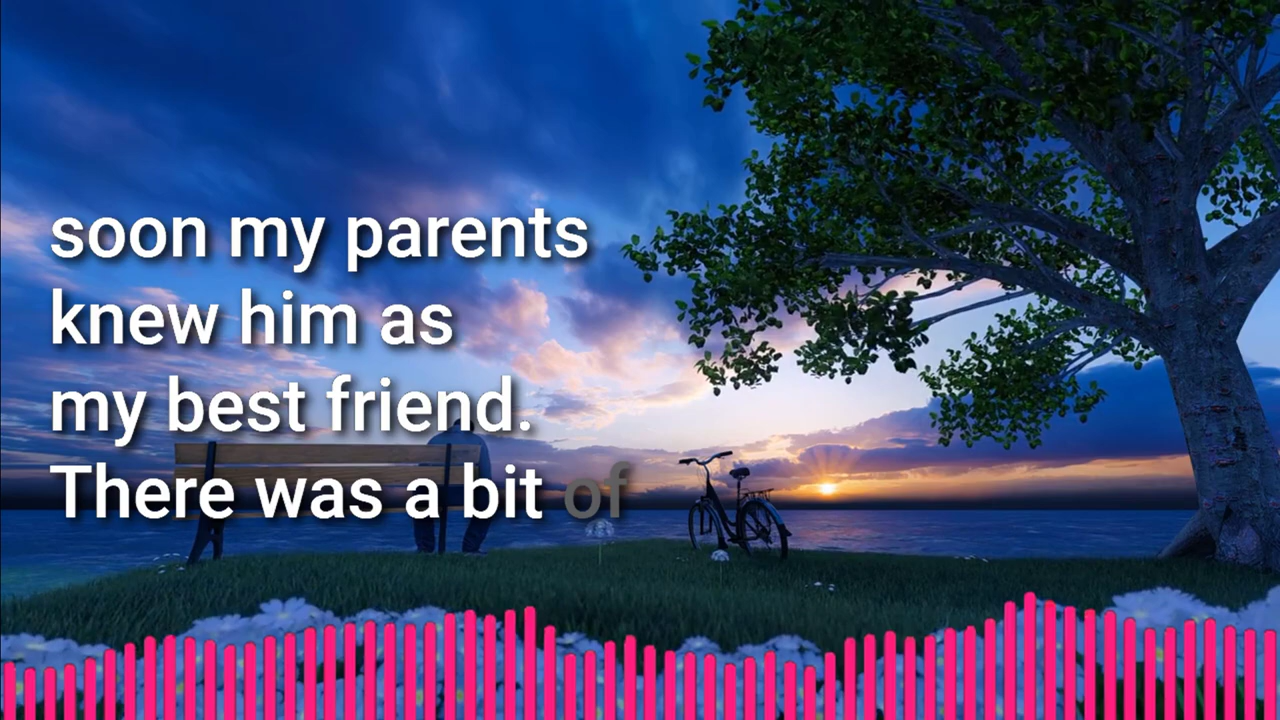 soon my parents
knew him as
my best friend.
There was a bit of